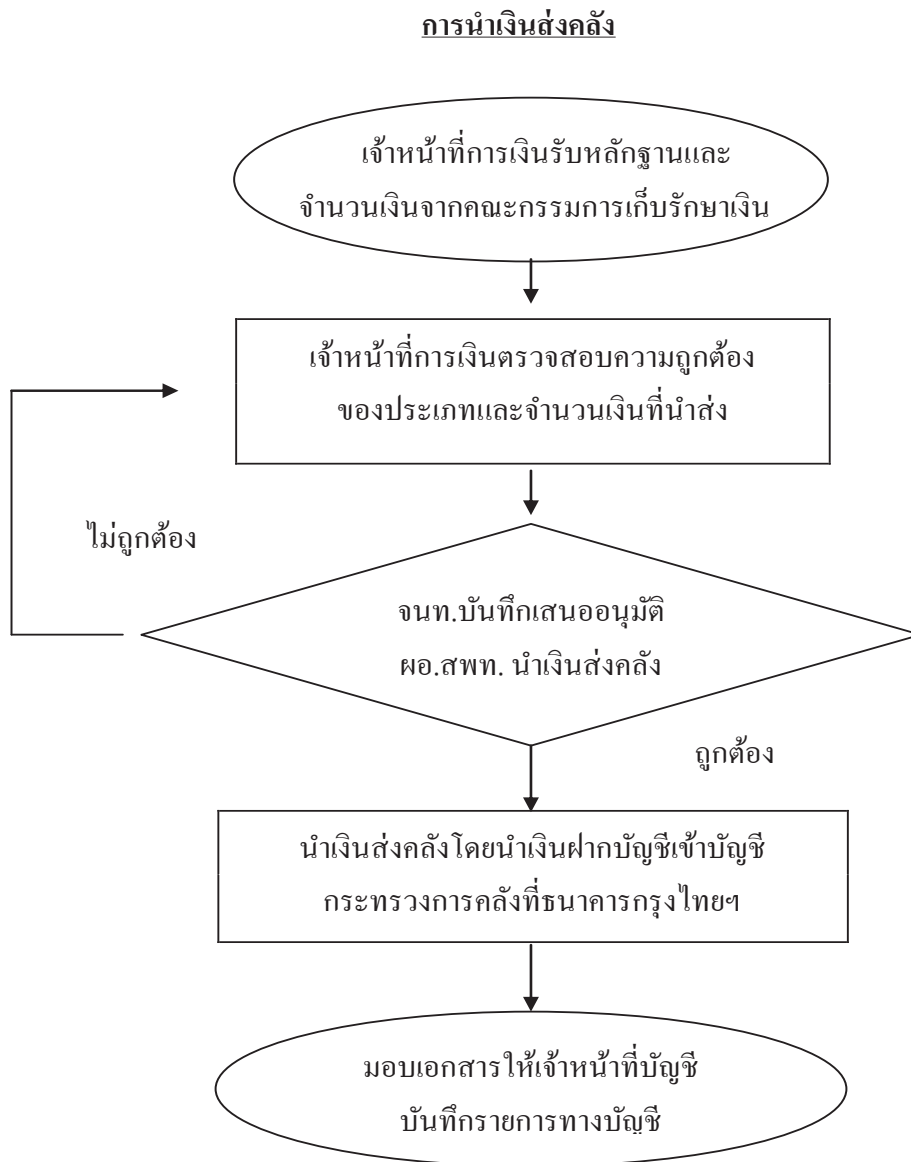 การนำเงินส่งคลัง
เจ้าหน้าที่การเงินรับหลักฐานและ
จำนวนเงินจากคณะกรรมการเก็บรักษาเงิน
เจ้าหน้าที่การเงินตรวจสอบความถูกต้อง
ของประเภทและจำนวนเงินที่นำส่ง
ไม่ถูกต้อง
จนท.บันทึกเสนออนุมัติ
ผอ.สพท. นำเงินส่งคลัง
ถูกต้อง
นำเงินส่งคลังโดยนำเงินฝากบัญชีเข้าบัญชี
กระทรวงการคลังที่ธนาคารกรุงไทยฯ
มอบเอกสารให้เจ้าหน้าที่บัญชี
บันทึกรายการทางบัญชี